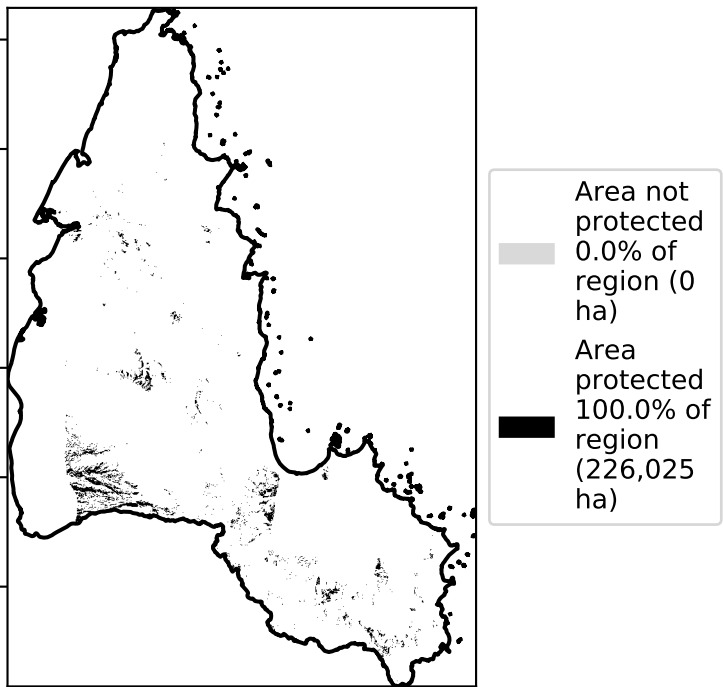 Area not
protected
0.0% of
region (0
ha)
Area
protected
100.0% of
region
(226,025
ha)